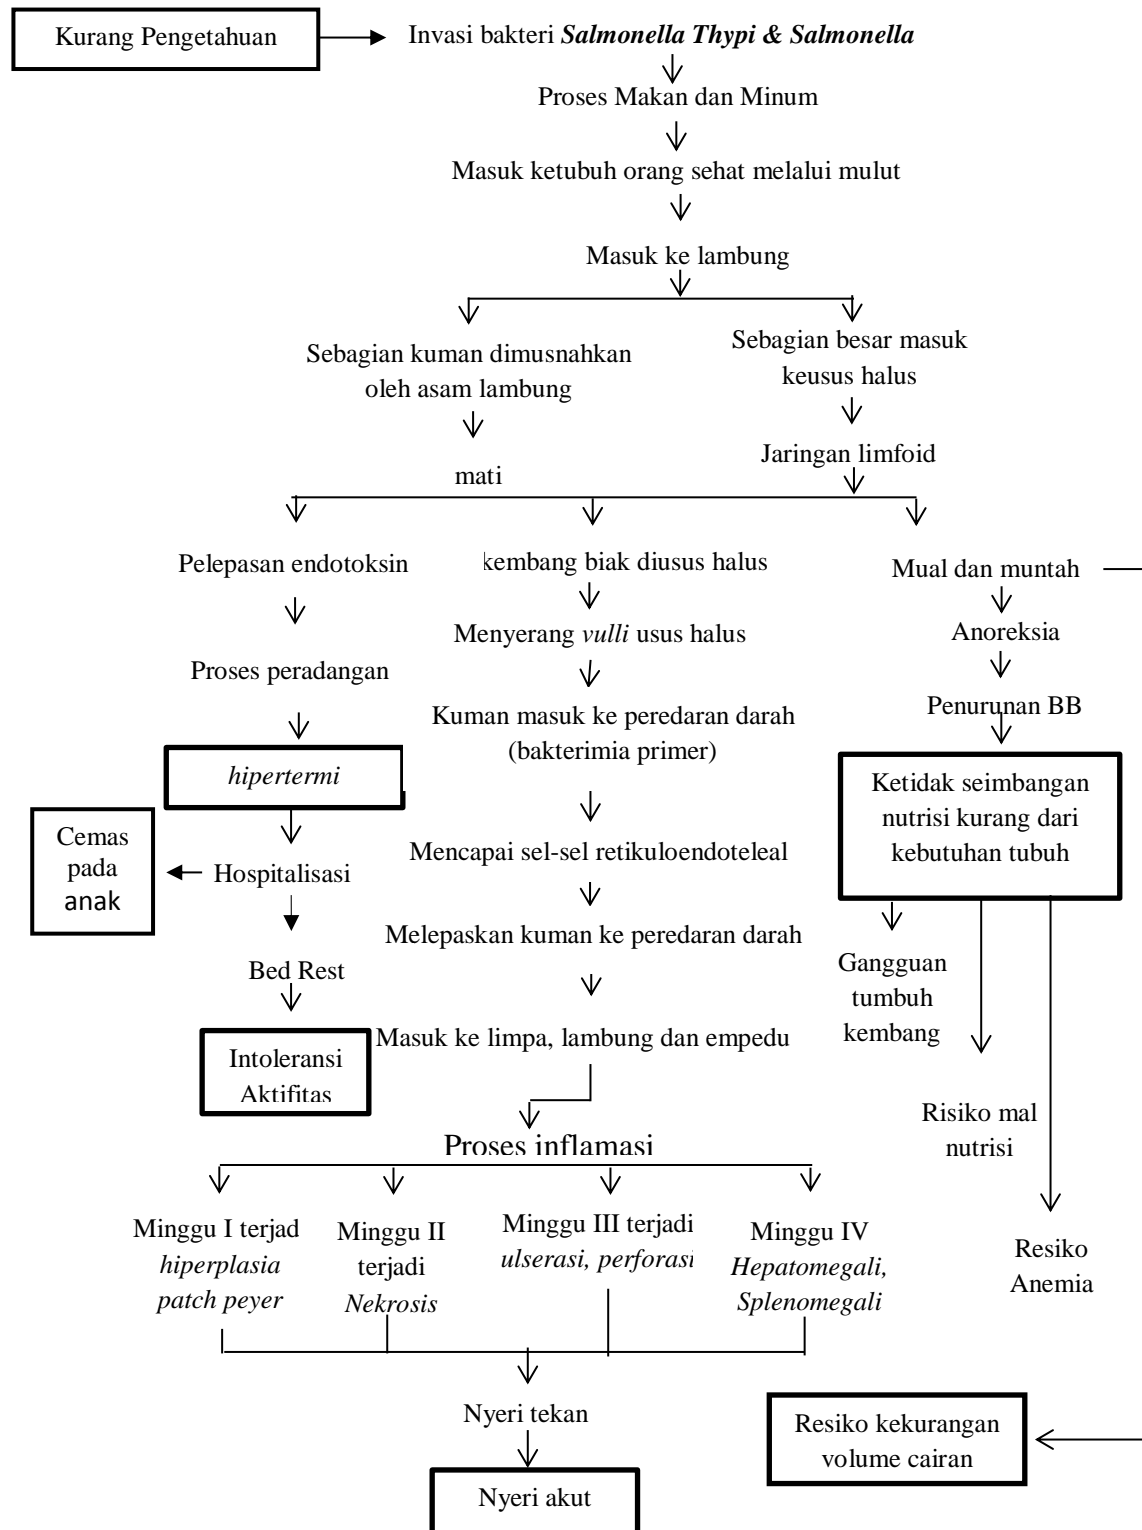 Kurang Pengetahuan
Invasi bakteri Salmonella Thypi & Salmonella
Proses Makan dan Minum
Masuk ketubuh orang sehat melalui mulut
Masuk ke lambung
Sebagian kuman dimusnahkan
oleh asam lambung
Sebagian besar masuk
keusus halus
mati
Jaringan limfoid
Pelepasan endotoksin
kembang biak diusus halus
Mual dan muntah
Proses peradangan
Menyerang vulli usus halus
Anoreksia
hipertermi
Kuman masuk ke peredaran darah
(bakterimia primer)
Penurunan BB
Ketidak seimbangan
nutrisi kurang dari
kebutuhan tubuh
Cemas
pada
anak
Hospitalisasi
Mencapai sel-sel retikuloendoteleal
Bed Rest
Melepaskan kuman ke peredaran darah
Gangguan
tumbuh
kembang
Intoleransi
Aktifitas
Masuk ke limpa, lambung dan empedu
Risiko mal
nutrisi
Proses inflamasi
Minggu I terjad
hiperplasia
patch peyer
Minggu II
terjadi
Nekrosis
Minggu III terjadi
ulserasi, perforasi
Minggu IV
Hepatomegali,
Splenomegali
Resiko
Anemia
Nyeri tekan
Nyeri akut
Resiko kekurangan
volume cairan